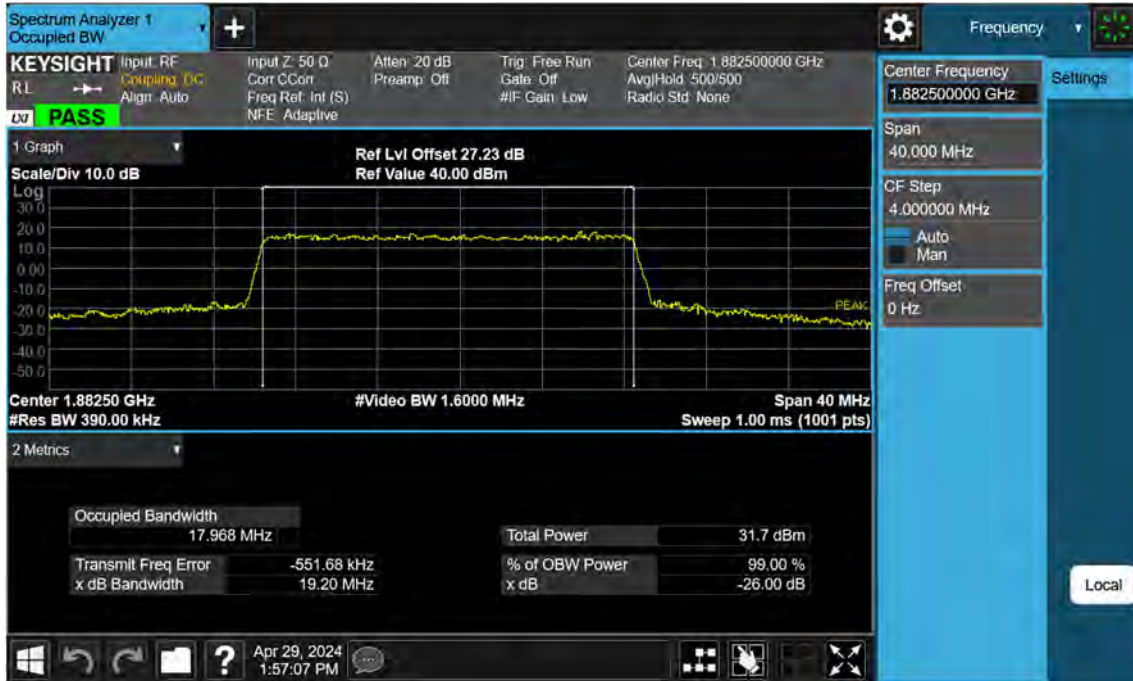 Spectrum Analyzer 1
Occupied BW
+
Frequency
KEYSIGHT
RL
LXI
PASS
Input: RF
Coupling: DC
Align: Auto
Input Z: 50 Ω
Corr CCorr
Freq Ref: Int (S)
NFE: Adaptive
Atten: 20 dB
Preamp: Off
Trig: Free Run
Gate: Off
#IF Gain: Low
Center Freq: 1.882500000 GHz
Avg|Hold: 500/500
Radio Std: None
Center Frequency
1.882500000 GHz
Settings
Span
40.000 MHz
CF Step
4.000000 MHz
Auto
Man
Freq Offset
0 Hz
Local
1 Graph
Scale/Div 10.0 dB
Ref Lvl Offset 27.23 dB
Ref Value 40.00 dBm
Log
30.0
20.0
10.0
0.00
-10.0
-20.0
-30.0
-40.0
-50.0
PEAK
Center 1.88250 GHz
#Video BW 1.6000 MHz
Span 40 MHz
#Res BW 390.00 kHz
Sweep 1.00 ms (1001 pts)
2 Metrics
Occupied Bandwidth
17.968 MHz
Total Power 31.7 dBm
Transmit Freq Error -551.68 kHz
% of OBW Power 99.00 %
x dB Bandwidth 19.20 MHz
x dB -26.00 dB
?
Apr 29, 2024
1:57:07 PM